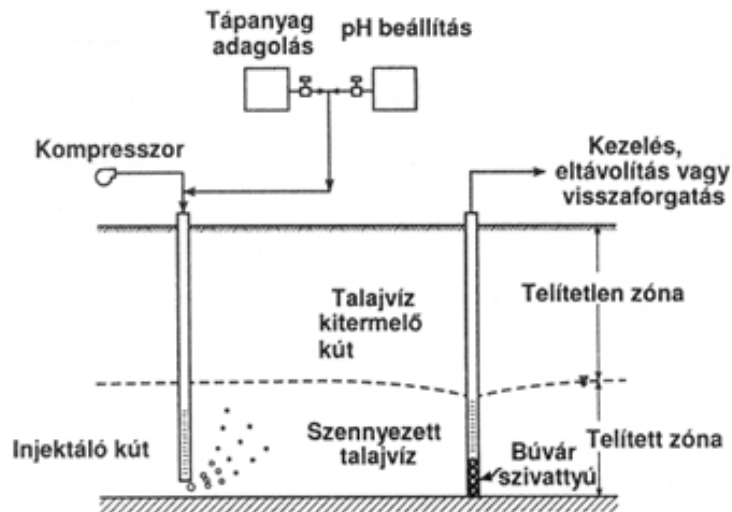 Tápanyag
adagolás
pH beállítás
Kompresszor
Kezelés,
eltávolítás vagy
visszaforgatás
Talajvíz
kitermelő
kút
Telítetlen zóna
Injektáló kút
Szennyezett
talajvíz
Búvár
szivattyú
Telített zóna